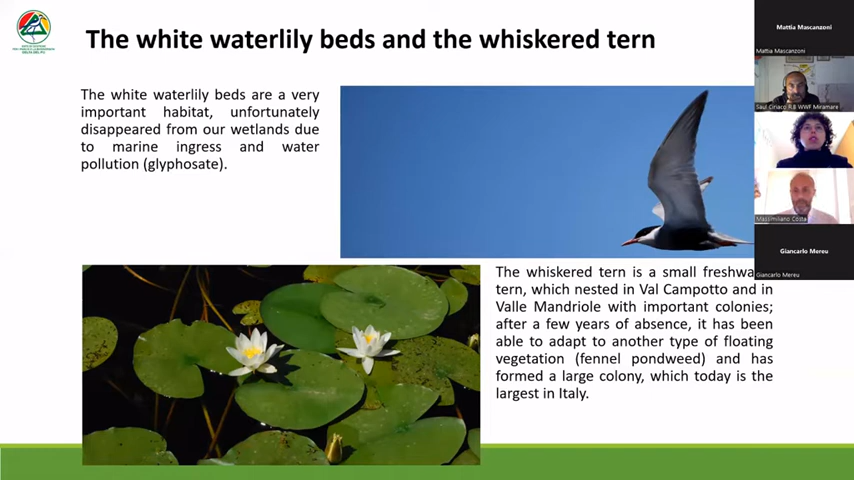 The white waterlily beds and the whiskered tern
The white waterlily beds are a very
important habitat, unfortunately
disappeared from our wetlands due
to marine ingress and water
pollution (glyphosate).
The whiskered tern is a small
tern, which nested in Val Campotto and in
Valle Mandriole with important colonies;
after a few years of absence, it has been
able to adapt to another type of floating
vegetation (fennel pondweed) and has
formed a large colony, which today is the
largest in Italy.
Mattia Mascanzoni
Mattia Mascanzoni
Saul Ciriaco R.B WWF Miramare
Massimiliano Costa
Giancarlo Mereu
Giancarlo Mereu